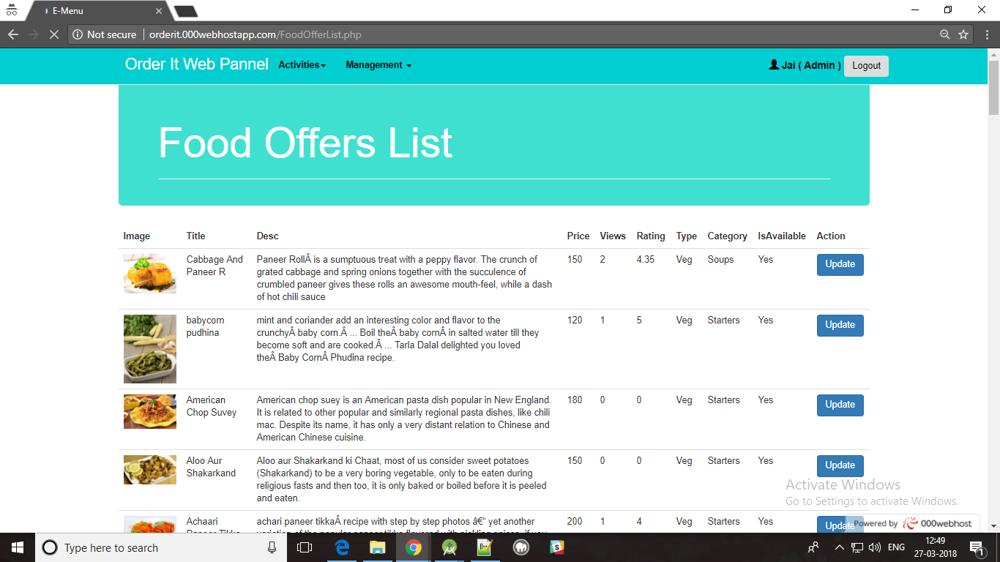 E-Menu
Not secure orderit.000webhostapp.com/FoodOfferList.php
Order It Web Pannel Activities Management Jai ( Admin ) Logout
Food Offers List
Image Title Desc Price Views Rating Type Category IsAvailable Action
Cabbage And Paneer RollÂ is a sumptuous treat with a peppy flavor. The crunch of 150 2 4.35 Veg Soups Yes Update
Paneer R grated cabbage and spring onions together with the succulence of
crumbled paneer gives these rolls an awesome mouth-feel, while a dash
of hot chili sauce
babycorn mint and coriander add an interesting color and flavor to the 120 1 5 Veg Starters Yes Update
pudhina crunchyÂ baby corn.Â ... Boil theÂ baby cornÂ in salted water till they
become soft and are cooked.Â ... Tarla Dalal delighted you loved
theÂ Baby CornÂ Phudina recipe.
American American chop suey is an American pasta dish popular in New England. 180 0 0 Veg Starters Yes Update
Chop Suvey It is related to other popular and similarly regional pasta dishes, like chili
mac. Despite its name, it has only a very distant relation to Chinese and
American Chinese cuisine.
Aloo Aur Aloo aur Shakarkand ki Chaat, most of us consider sweet potatoes 150 0 0 Veg Starters Yes Update
Shakarkand (Shakarkand) to be a very boring vegetable, only to be eaten during
religious fasts and then too, it is only baked or boiled before it is peeled
and eaten.
Activate Windows
Go to Settings to activate Windows.
Achaari achari paneer tikkaÂ recipe with step by step photos â€“ yet another 200 1 4 Veg Starters Yes Update
Powered by 000webhost
Type here to search ENG 12:49
27-03-2018 1